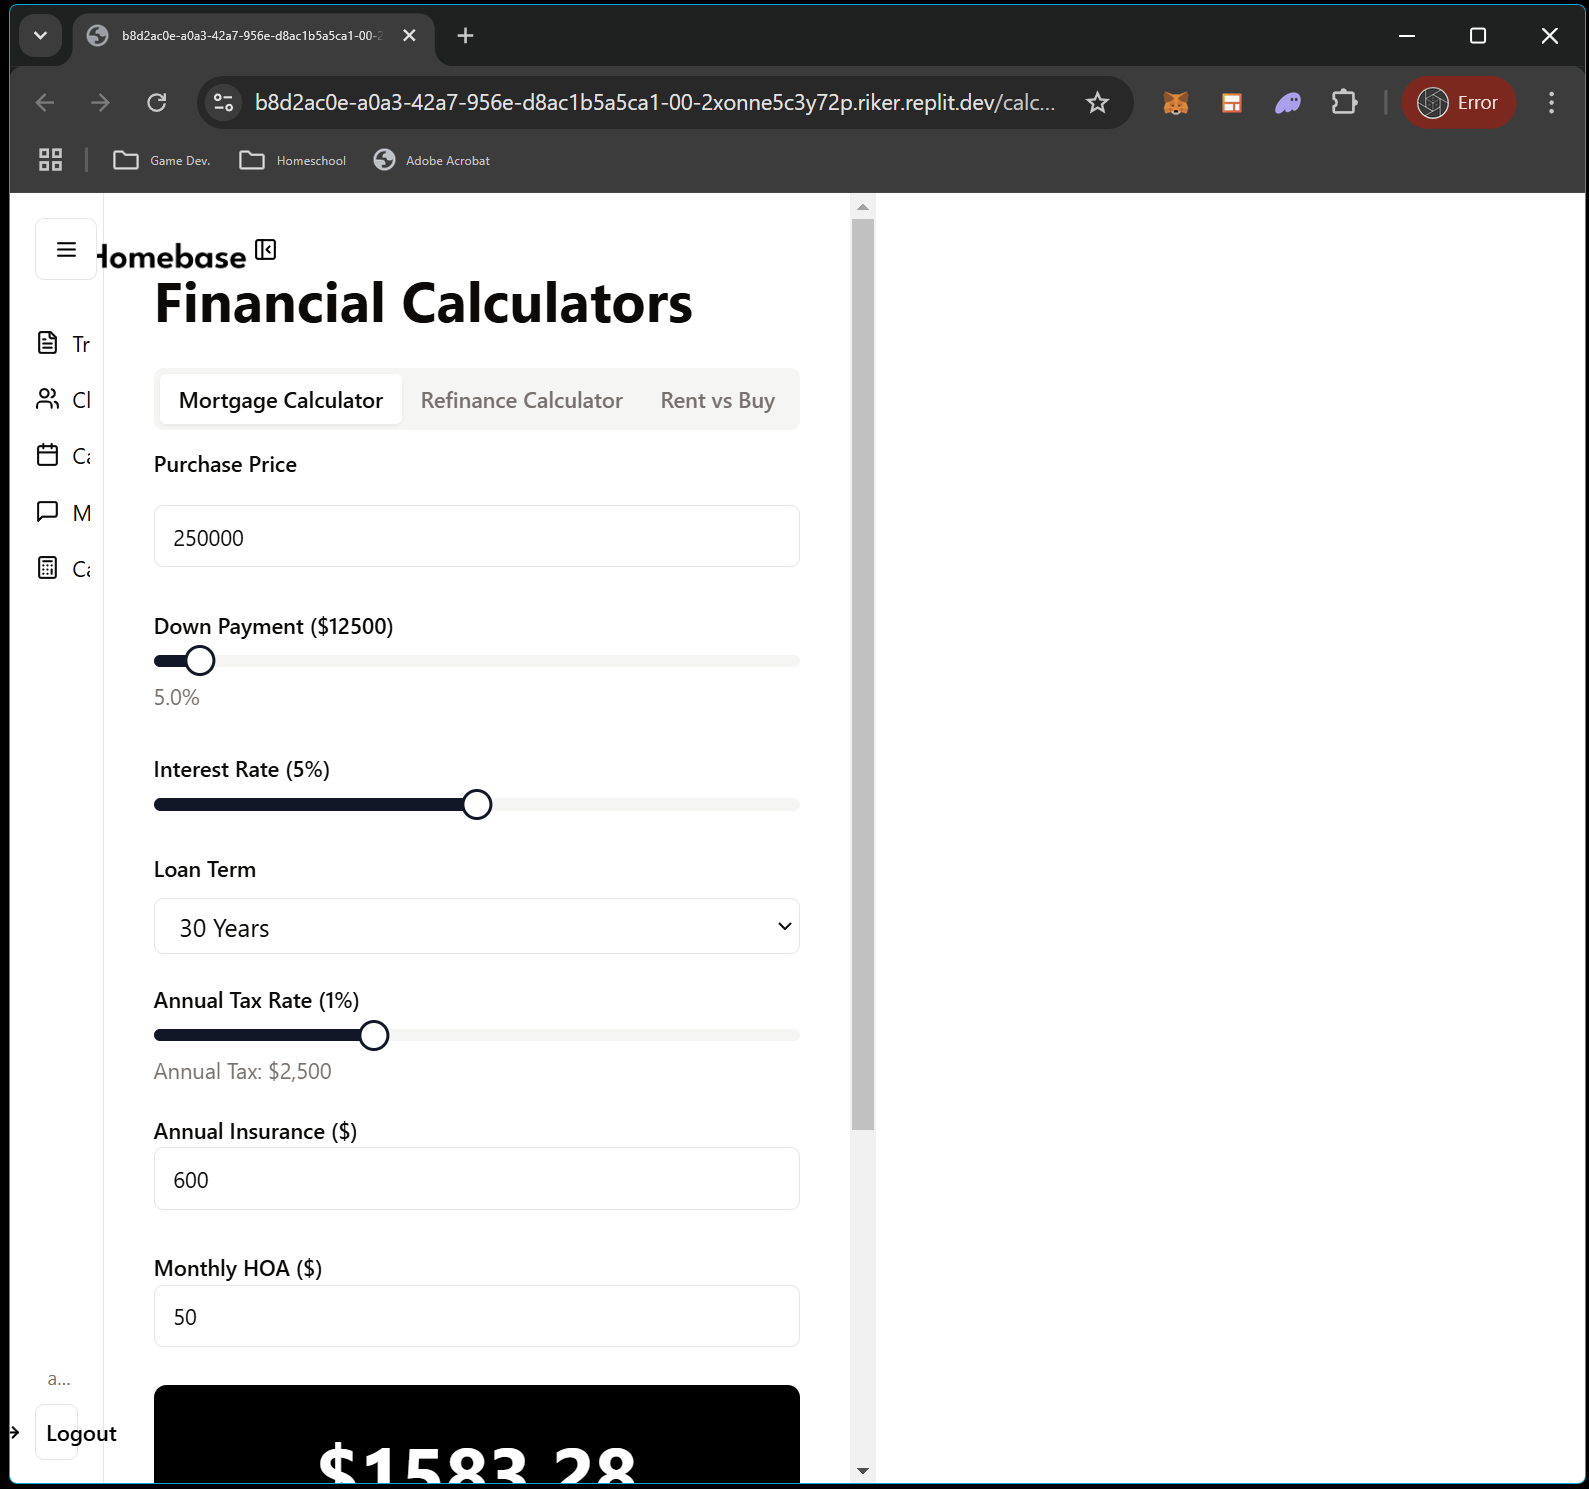 b8d2ac0e-a0a3-42a7-956e-d8ac1b5a5ca1-00-2
b8d2ac0e-a0a3-42a7-956e-d8ac1b5a5ca1-00-2xonne5c3y72p.riker.replit.dev/calc...
Error
Game Dev.
Homeschool
Adobe Acrobat
Homebase
Financial Calculators
Tr
Cl
Ca
M
Ca
Mortgage Calculator
Refinance Calculator
Rent vs Buy
Purchase Price
250000
Down Payment ($12500)
5.0%
Interest Rate (5%)
Loan Term
30 Years
Annual Tax Rate (1%)
Annual Tax: $2,500
Annual Insurance ($)
600
Monthly HOA ($)
50
a...
Logout
$1583.28